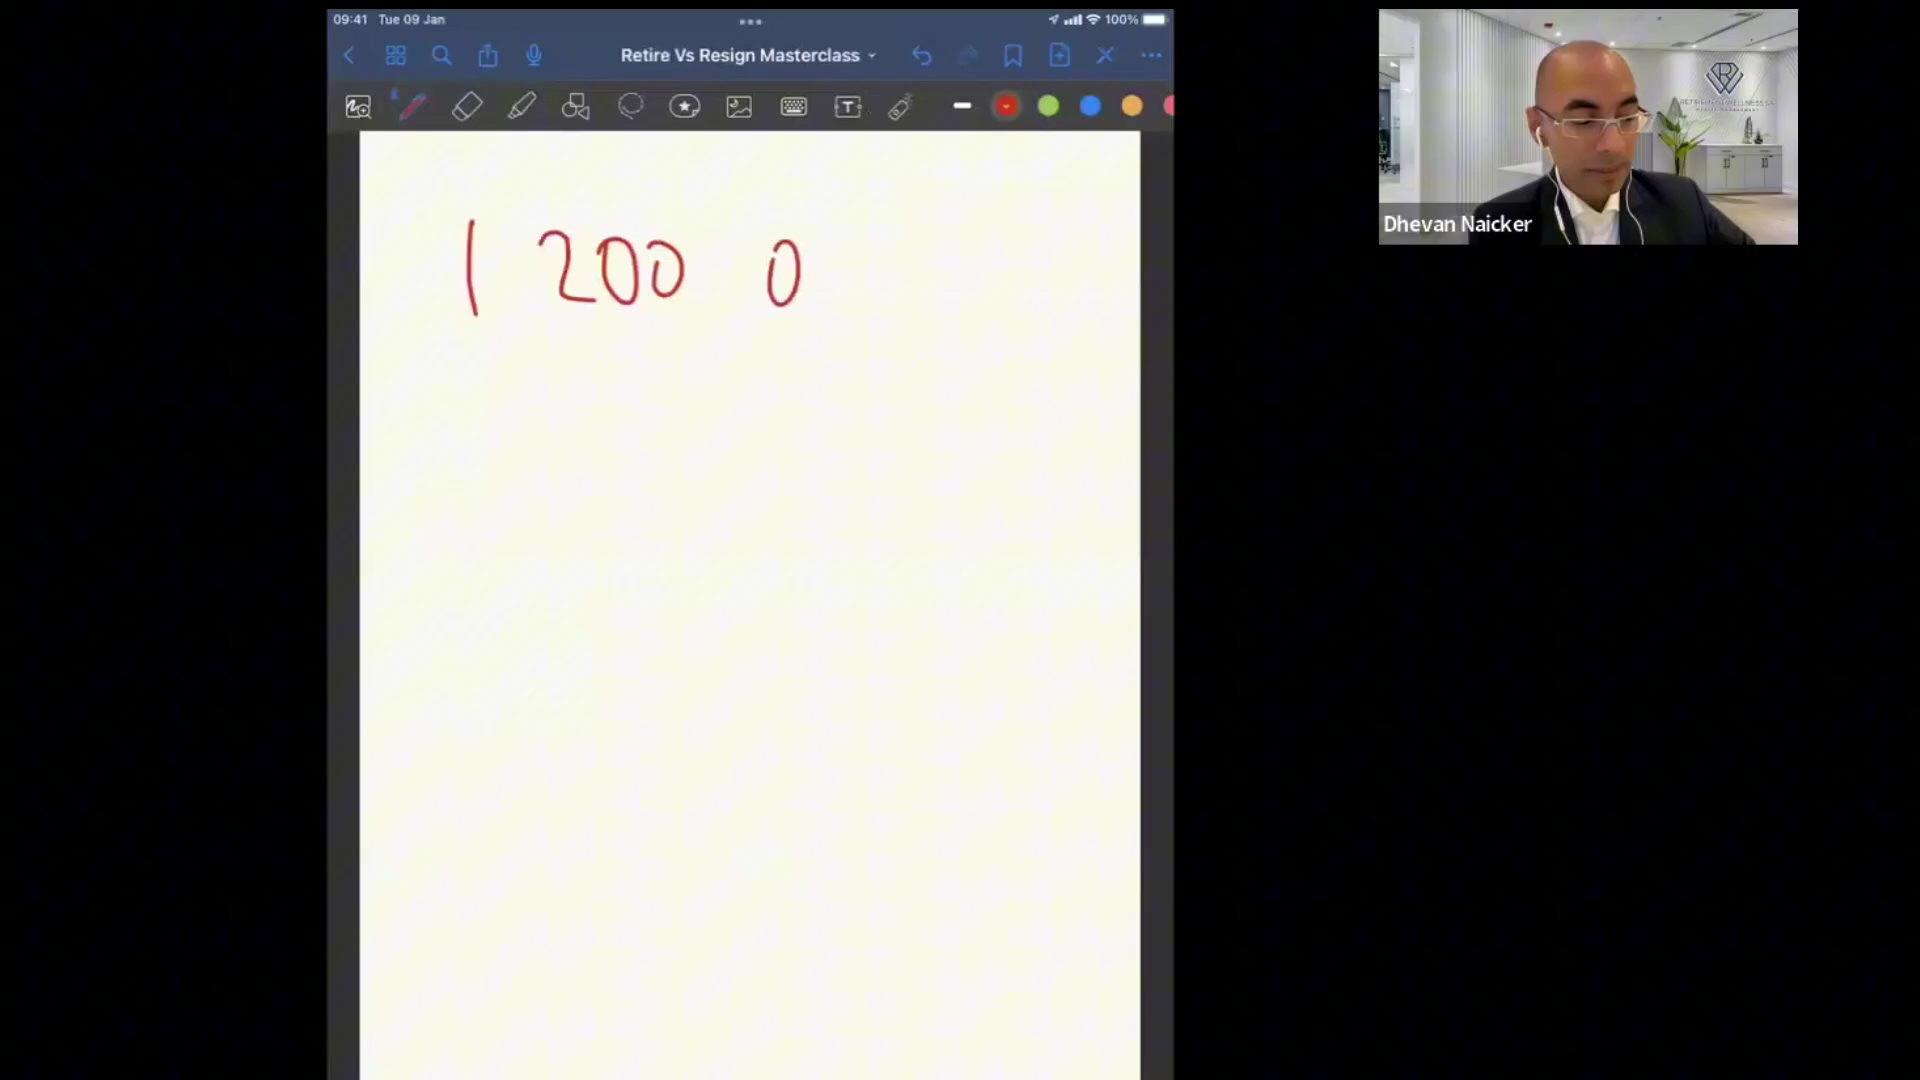 09:41 Tue 09 Jan
100%
Retire Vs Resign Masterclass
T
1 200 0
R
Dhevan Naicker